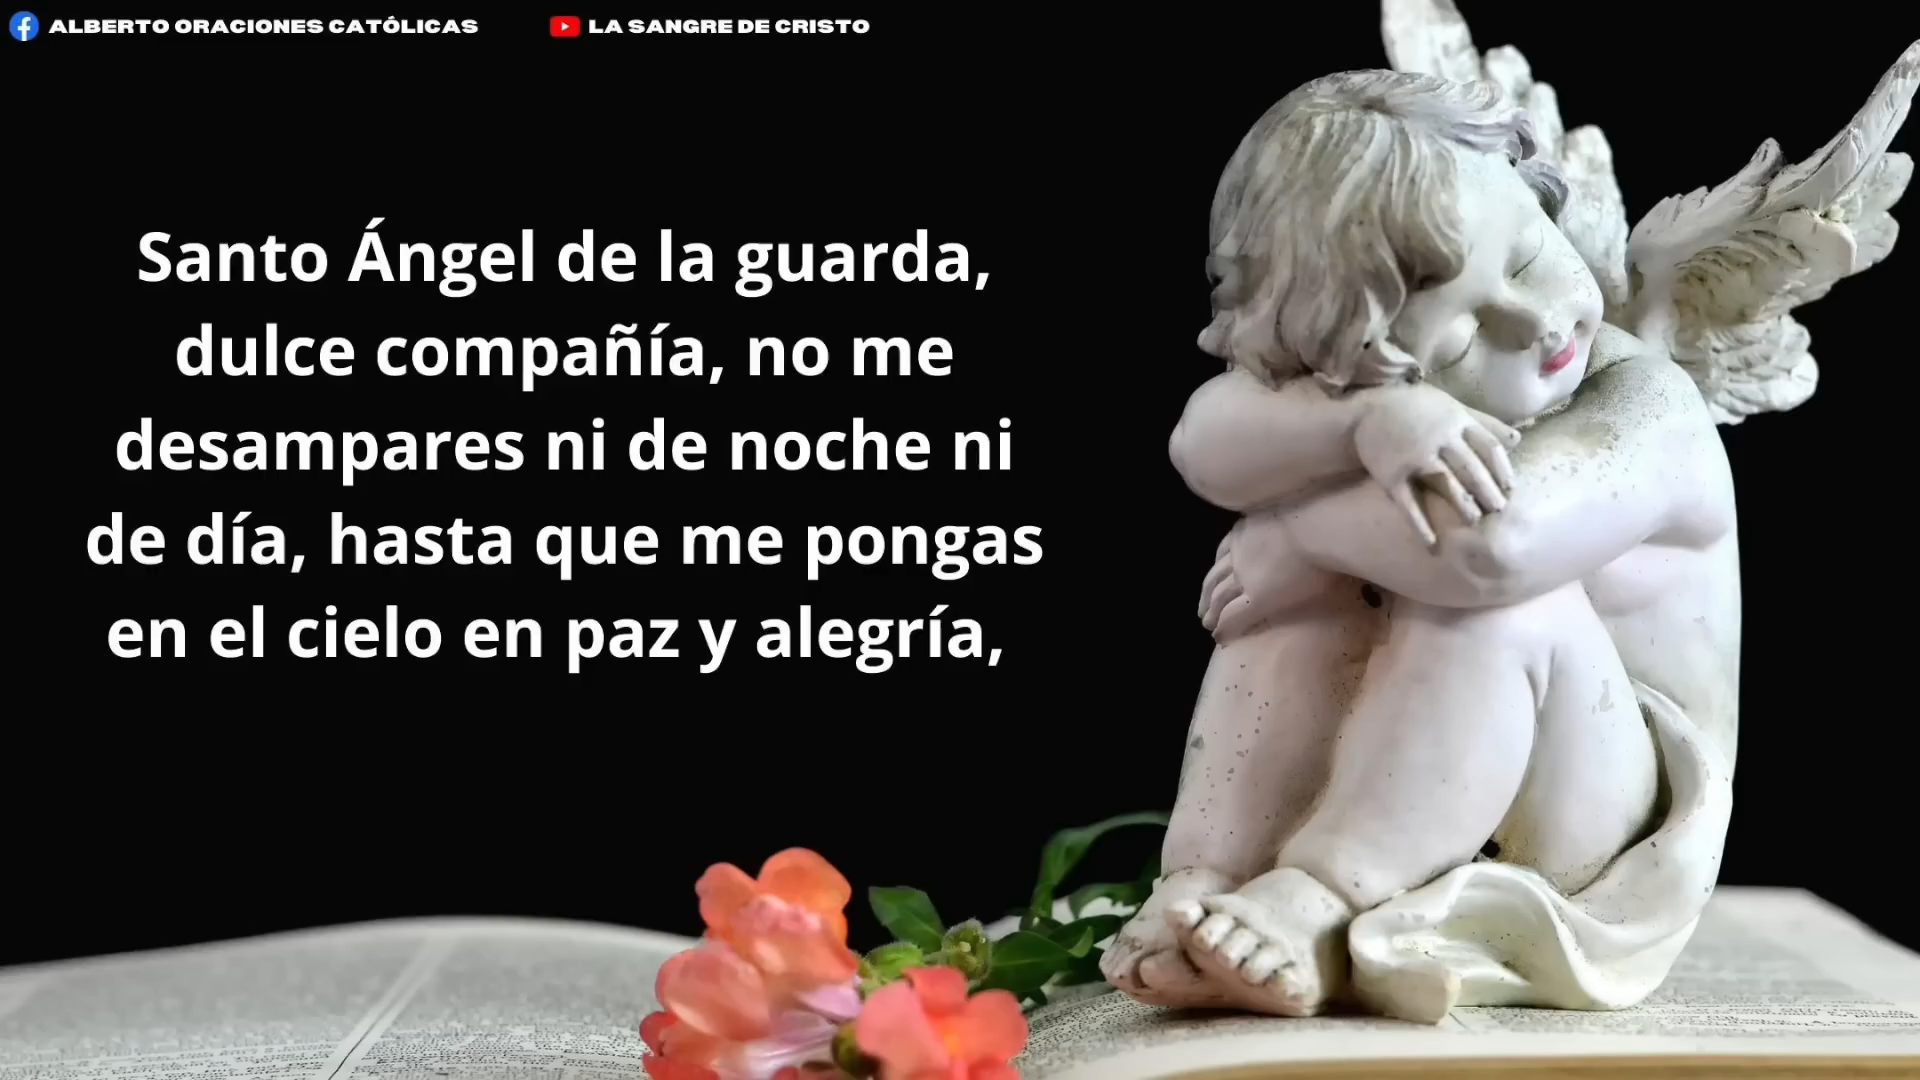 ALBERTO ORACIONES CATÓLICAS
LA SANGRE DE CRISTO
Santo Ángel de la guarda,
dulce compañía, no me
desampares ni de noche ni
de día, hasta que me pongas
en el cielo en paz y alegría,